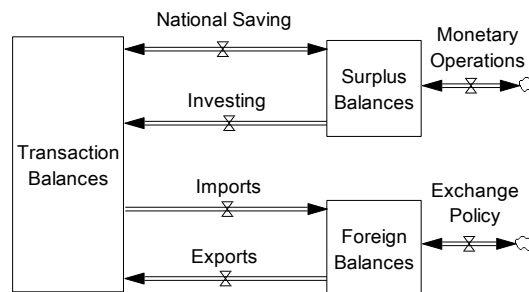 National Saving
Monetary
Operations
Surplus
Balances
Investing
Transaction
Balances
Imports
Exchange
Policy
Foreign
Balances
Exports